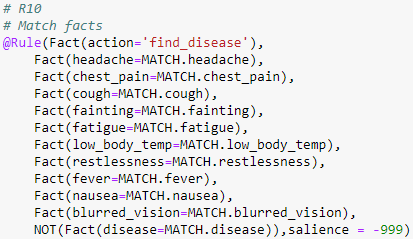 # R10
# Match facts
@Rule(Fact(action='find_disease'),
Fact(headache=MATCH.headache),
Fact(chest_pain=MATCH.chest_pain),
Fact(cough=MATCH.cough),
Fact(fainting=MATCH.fainting),
Fact(fatigue=MATCH.fatigue),
Fact(low_body_temp=MATCH.low_body_temp),
Fact(restlessness=MATCH.restlessness),
Fact(fever=MATCH.fever),
Fact(nausea=MATCH.nausea),
Fact(blurred_vision=MATCH.blurred_vision),
NOT(Fact(disease=MATCH.disease)),salience = -999)